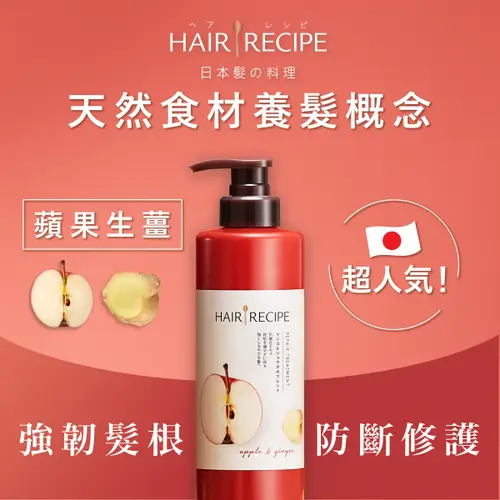 ヘア レシピ
HAIR RECIPE
日本髮の料理
天然食材養髮概念
蘋果生薑
超人気!
HAIR RECIPE
apple & ginger
強韌髮根
防斷修護